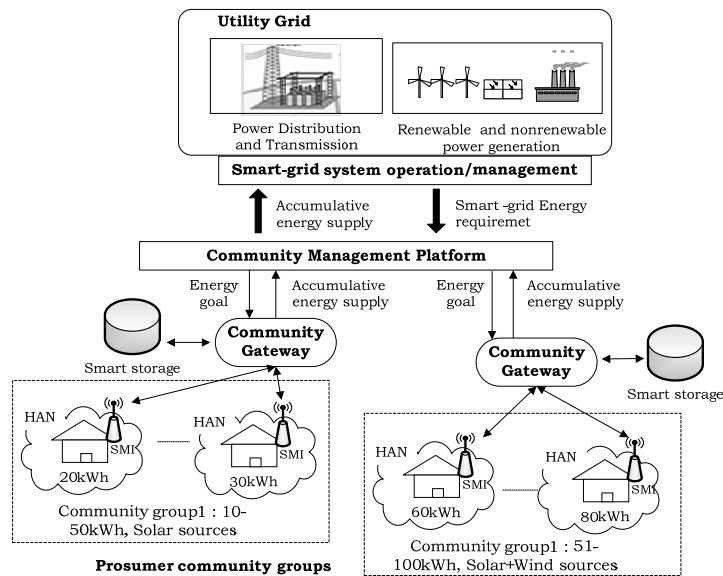 Utility Grid
Power Distribution
and Transmission
Renewable and nonrenewable
power generation
Smart-grid system operation/management
Accumulative
energy supply
Smart -grid Energy
requiremet
Community Management Platform
Energy
goal
Accumulative
energy supply
Energy
goal
Accumulative
energy supply
Community
Gateway
Smart storage
Community
Gateway
Smart storage
HAN
SMI
20kWh
HAN
SMI
30kWh
Community group1 : 10-
50kWh, Solar sources
HAN
SMI
60kWh
HAN
SMI
80kWh
Community group1 : 51-
100kWh, Solar+Wind sources
Prosumer community groups